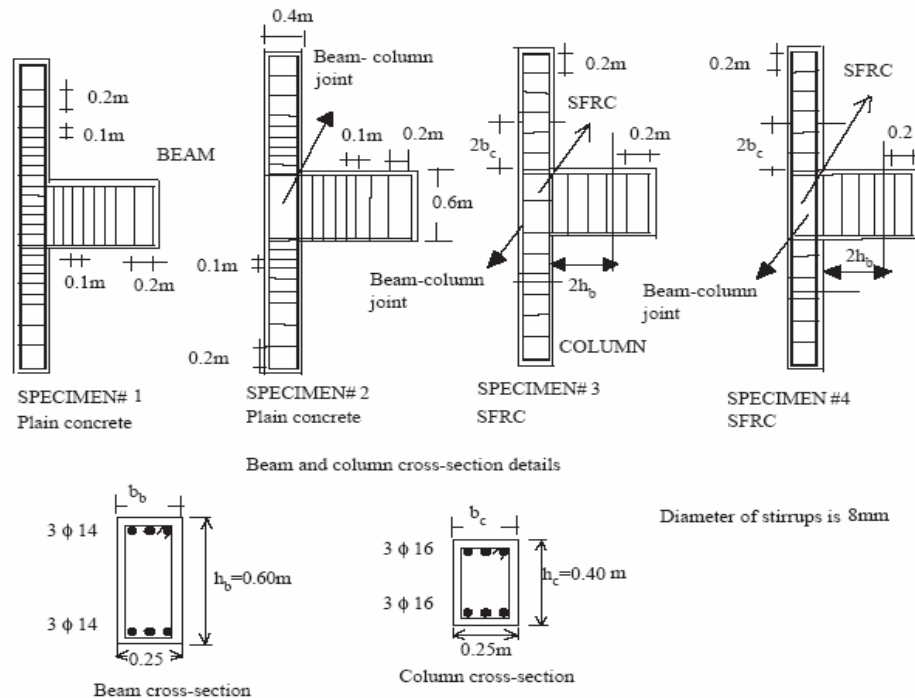 0.4m
Beam- column
joint
0.2m
0.1m
BEAM
0.1m
0.2m
SPECIMEN# 1
Plain concrete
0.1m
0.2m
0.6m
0.1m
0.2m
SPECIMEN# 2
Plain concrete
0.2m
SFRC
2bc
0.2m
Beam-column
joint
2hb
COLUMN
SPECIMEN# 3
SFRC
0.2m
SFRC
2bc
0.2
2hb
Beam-column
joint
SPECIMEN #4
SFRC
Beam and column cross-section details
bb
3 ϕ 14
hb=0.60m
3 ϕ 14
0.25
Beam cross-section
bc
3 ϕ 16
hc=0.40 m
3 ϕ 16
0.25m
Column cross-section
Diameter of stirrups is 8mm